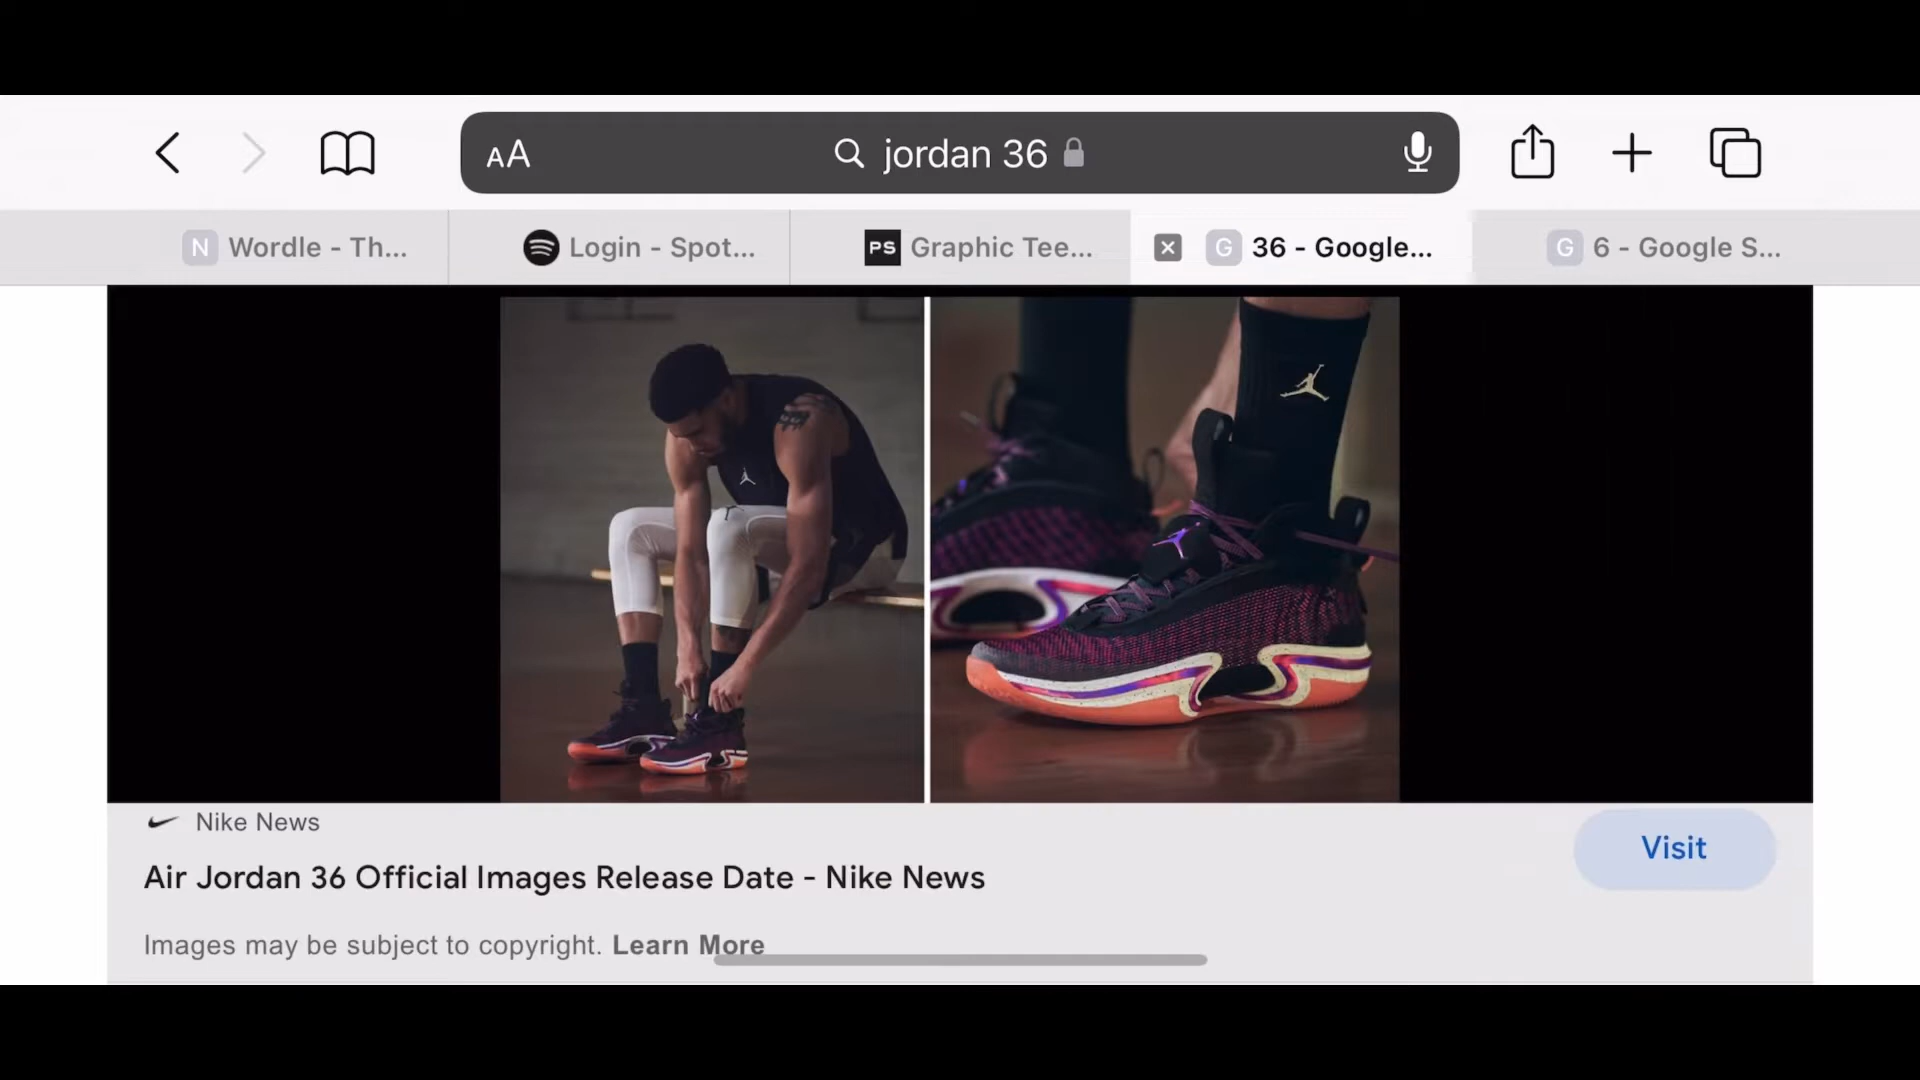 AA jordan 36
N Wordle - Th...
Login - Spot...
PS Graphic Tee...
G 36 - Google...
G 6 - Google S...
Nike News
Visit
Air Jordan 36 Official Images Release Date - Nike News
Images may be subject to copyright. Learn More